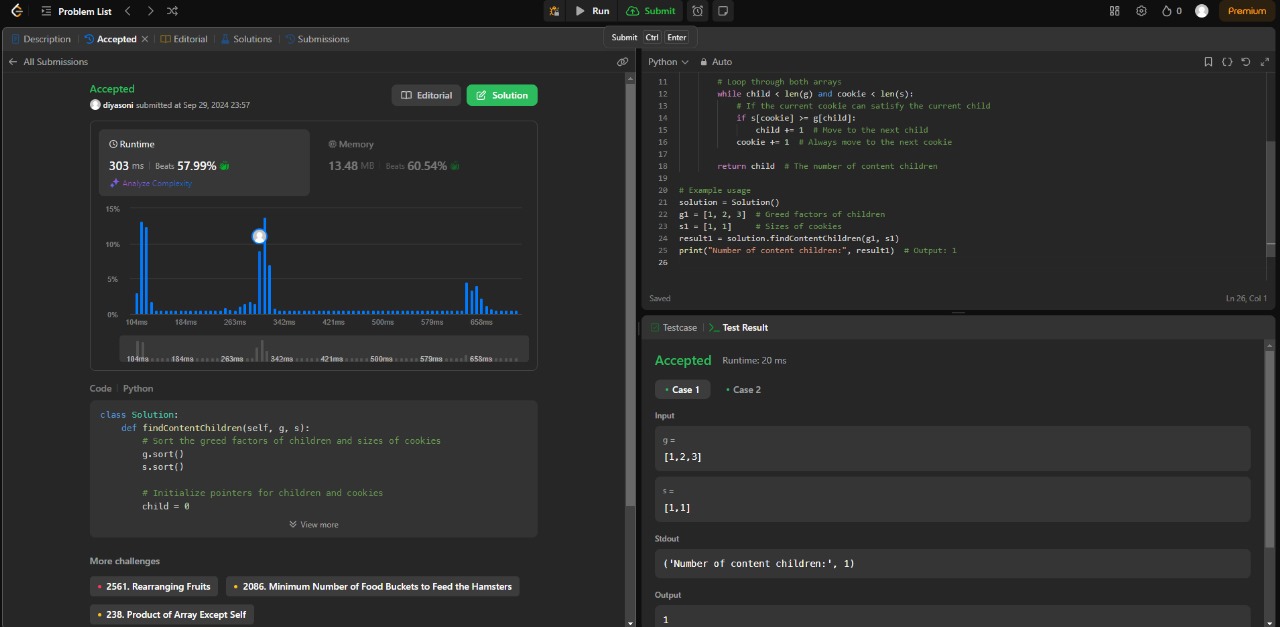 Problem List
Run
Submit
0
Premium
Description
Accepted
Editorial
Solutions
Submissions
Submit Ctrl Enter
All Submissions
Accepted
diyasoni submitted at Sep 29, 2024 23:57
Editorial
Solution
Runtime
303 ms | Beats 57.99%
Analyze Complexity
Memory
13.48 MB | Beats 60.54%
15%
10%
5%
0%
104ms 184ms 263ms 342ms 421ms 500ms 579ms 658ms
104ms 184ms 263ms 342ms 421ms 500ms 579ms 658ms
Code | Python
class Solution:
def findContentChildren(self, g, s):
# Sort the greed factors of children and sizes of cookies
g.sort()
s.sort()
# Initialize pointers for children and cookies
child = 0
View more
More challenges
2561. Rearranging Fruits
2086. Minimum Number of Food Buckets to Feed the Hamsters
238. Product of Array Except Self
Python
Auto
11 # Loop through both arrays
12 while child < len(g) and cookie < len(s):
13 # If the current cookie can satisfy the current child
14 if s[cookie] >= g[child]:
15 child += 1 # Move to the next child
16 cookie += 1 # Always move to the next cookie
17
18 return child # The number of content children
19
20 # Example usage
21 solution = Solution()
22 g1 = [1, 2, 3] # Greed factors of children
23 s1 = [1, 1] # Sizes of cookies
24 result1 = solution.findContentChildren(g1, s1)
25 print("Number of content children:", result1) # Output: 1
26
Saved
Ln 26, Col 1
Testcase
Test Result
Accepted Runtime: 20 ms
Case 1
Case 2
Input
g =
[1,2,3]
s =
[1,1]
Stdout
('Number of content children:', 1)
Output
1